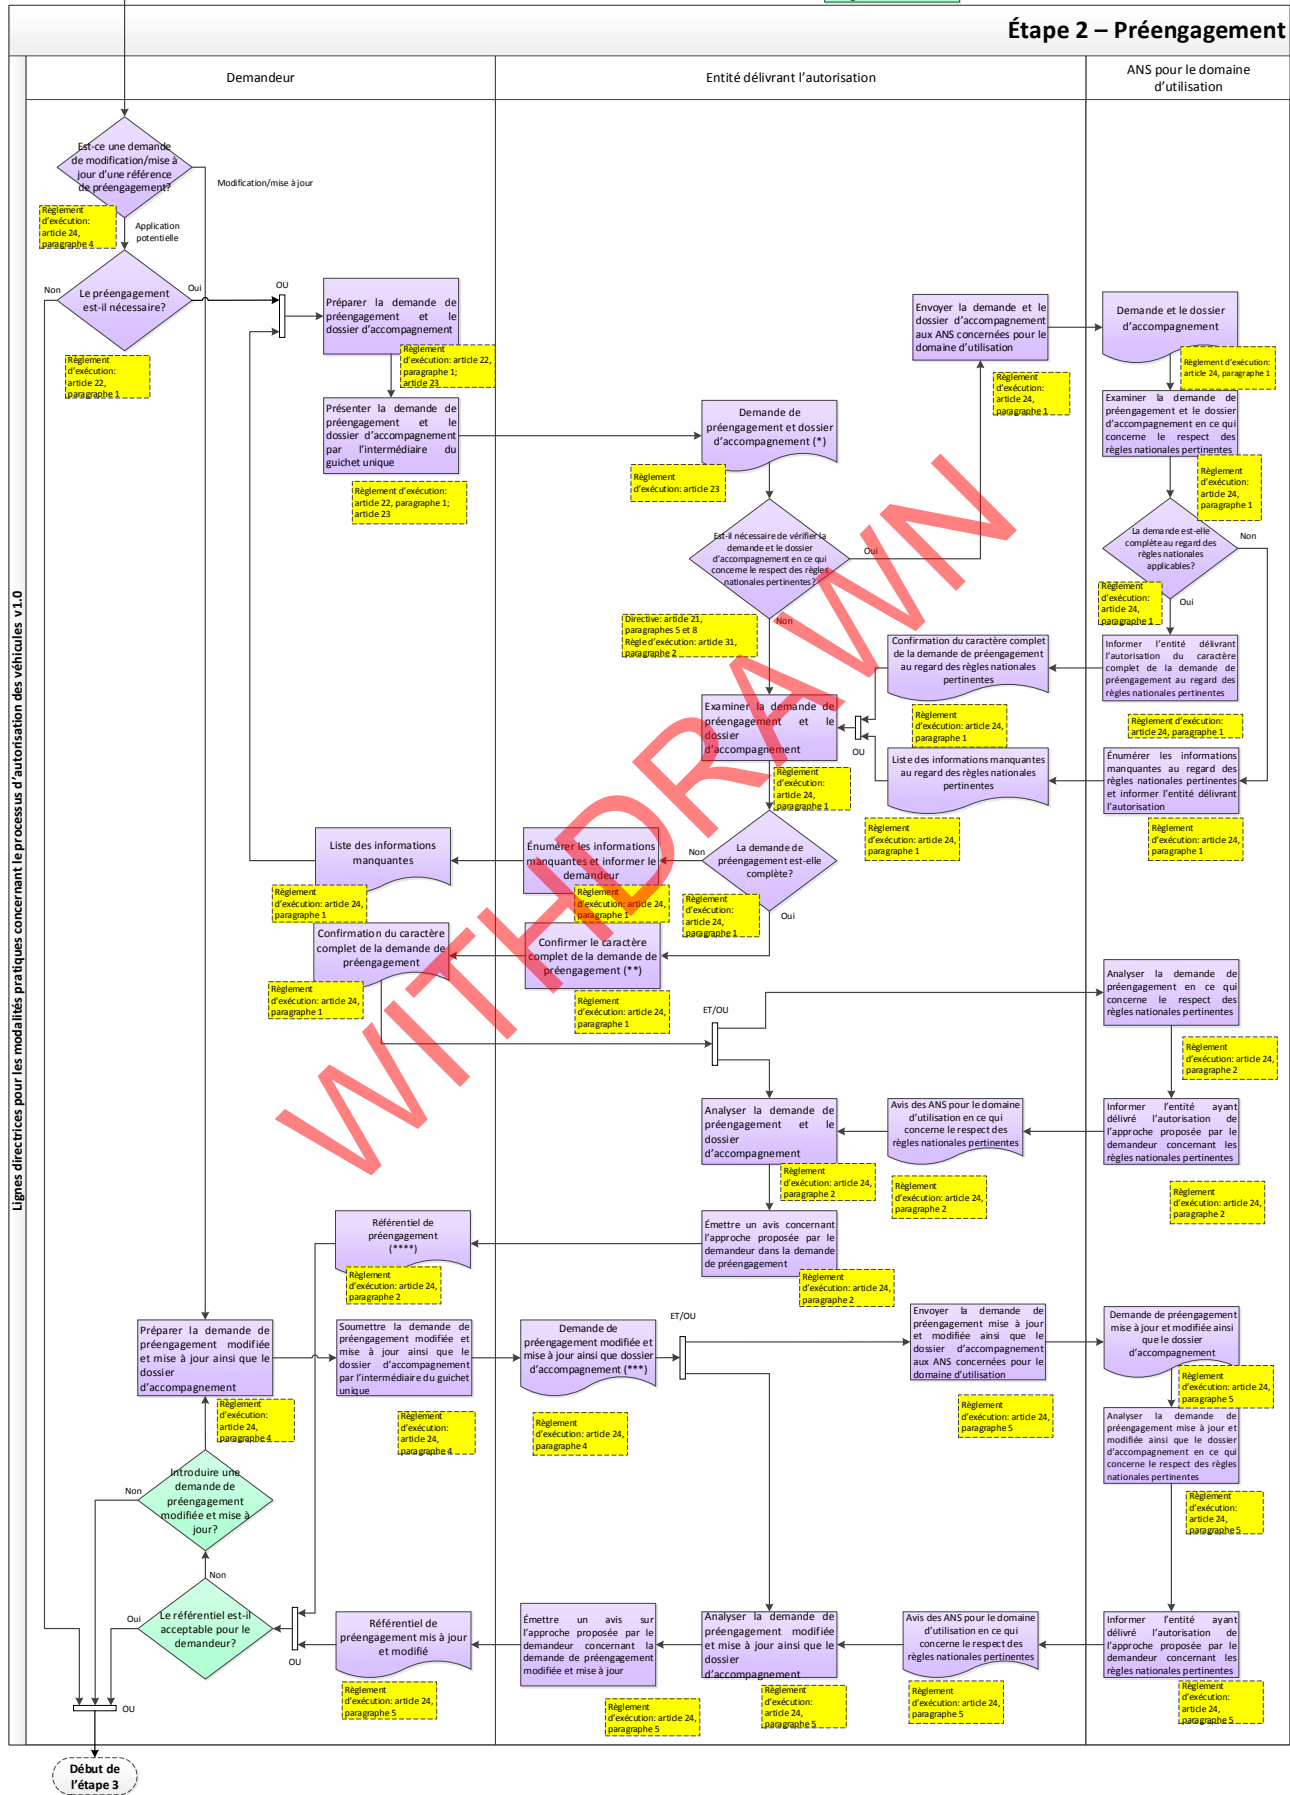 Étape 2 – Préengagement
Demandeur
Entité délivrant l’autorisation
ANS pour le domaine
d’utilisation
Lignes directrices pour les modalités pratiques concernant le processus d’autorisation des véhicules v 1.0
Est-ce une demande
de modification/mise à
jour d’une référence
de préengagement?
Modification/mise à jour
Règlement
d’exécution:
article 24,
paragraphe 4
Application
potentielle
Non
Le préengagement
est-il nécessaire?
Oui
OU
Règlement
d’exécution:
article 22,
paragraphe 1
Préparer la demande de
préengagement et le
dossier d’accompagnement
Règlement
d’exécution: article 22,
paragraphe 1;
article 23
Présenter la demande de
préengagement et le
dossier d’accompagnement
par l’intermédiaire du
guichet unique
Règlement d’exécution:
article 22, paragraphe 1;
article 23
Demande de
préengagement et dossier
d’accompagnement (*)
Règlement
d’exécution: article 23
Est-il nécessaire de vérifier la
demande et le dossier
d’accompagnement en ce qui
concerne le respect des règles
nationales pertinentes?
Oui
Non
Directive: article 21,
paragraphes 5 et 8
Règle d’exécution: article 31,
paragraphe 2
Envoyer la demande et le
dossier d’accompagnement
aux ANS concernées pour le
domaine d’utilisation
Règlement
d’exécution:
article 24,
paragraphe 1
Demande et le dossier
d’accompagnement
Règlement d’exécution:
article 24, paragraphe 1
Examiner la demande de
préengagement et le dossier
d’accompagnement en ce qui
concerne le respect des
règles nationales pertinentes
Règlement
d’exécution:
article 24,
paragraphe 1
La demande est-elle
complète au regard des
règles nationales
applicables?
Non
Règlement
d’exécution:
article 24,
paragraphe 1
Oui
Informer l’entité délivrant
l’autorisation du caractère
complet de la demande de
préengagement au regard des
règles nationales pertinentes
Règlement d’exécution:
article 24, paragraphe 1
Énumérer les informations
manquantes au regard des
règles nationales pertinentes
et informer l’entité délivrant
l’autorisation
Règlement
d’exécution: article 24,
paragraphe 1
Confirmation du caractère complet
de la demande de préengagement
au regard des règles nationales
pertinentes
Règlement
d’exécution: article 24,
paragraphe 1
OU
Liste des informations manquantes
au regard des règles nationales
pertinentes
Règlement
d’exécution: article 24,
paragraphe 1
Examiner la demande de
préengagement et le
dossier
d’accompagnement
Règlement
d’exécution:
article 24,
paragraphe 1
La demande de
préengagement est-elle
complète?
Non
Oui
Règlement
d’exécution:
article 24,
paragraphe 1
Énumérer les informations
manquantes et informer le
demandeur
Règlement
d’exécution: article 24,
paragraphe 1
Liste des informations
manquantes
Règlement
d’exécution: article 24,
paragraphe 1
Confirmer le caractère
complet de la demande de
préengagement (**)
Règlement
d’exécution: article 24,
paragraphe 1
Confirmation du caractère
complet de la demande de
préengagement
Règlement
d’exécution: article 24,
paragraphe 1
ET/OU
Analyser la demande de
préengagement en ce qui
concerne le respect des
règles nationales pertinentes
Règlement
d’exécution: article 24,
paragraphe 2
Informer l’entité ayant
délivré l’autorisation de
l’approche proposée par le
demandeur concernant les
règles nationales pertinentes
Règlement
d’exécution: article 24,
paragraphe 2
Avis des ANS pour le domaine
d’utilisation en ce qui
concerne le respect des
règles nationales pertinentes
Règlement
d’exécution: article 24,
paragraphe 2
Analyser la demande de
préengagement et le
dossier
d’accompagnement
Règlement
d’exécution: article 24,
paragraphe 2
Émettre un avis concernant
l’approche proposée par le
demandeur dans la demande
de préengagement
Règlement
d’exécution: article 24,
paragraphe 2
Référentiel de
préengagement
(****)
Règlement
d’exécution: article 24,
paragraphe 2
Préparer la demande de
préengagement modifiée
et mise à jour ainsi que le
dossier
d’accompagnement
Règlement
d’exécution:
article 24,
paragraphe 4
Soumettre la demande de
préengagement modifiée et
mise à jour ainsi que le
dossier d’accompagnement
par l’intermédiaire du guichet
unique
Règlement
d’exécution:
article 24,
paragraphe 4
Demande de
préengagement modifiée et
mise à jour ainsi que dossier
d’accompagnement (***)
Règlement
d’exécution: article 24,
paragraphe 4
ET/OU
Envoyer la demande de
préengagement mise à jour
et modifiée ainsi que le
dossier d’accompagnement
aux ANS concernées pour le
domaine d’utilisation
Règlement
d’exécution: article 24,
paragraphe 5
Demande de préengagement
mise à jour et modifiée ainsi
que le dossier
d’accompagnement
Règlement
d’exécution: article 24,
paragraphe 5
Analyser la demande de
préengagement mise à jour et
modifiée ainsi que le dossier
d’accompagnement en ce qui
concerne le respect des règles
nationales pertinentes
Règlement
d’exécution:
article 24,
paragraphe 5
Introduire une
demande de
préengagement
modifiée et mise à
jour?
Non
Non
Le référentiel est-il
acceptable pour le
demandeur?
Oui
OU
Référentiel de
préengagement mis à jour
et modifié
Règlement
d’exécution: article 24,
paragraphe 5
Émettre un avis sur
l’approche proposée par le
demandeur concernant la
demande de préengagement
modifiée et mise à jour
Règlement
d’exécution: article 24,
paragraphe 5
Analyser la demande de
préengagement modifiée
et mise à jour ainsi que le
dossier
d’accompagnement
Règlement
d’exécution:
article 24,
paragraphe 5
Avis des ANS pour le domaine
d’utilisation en ce qui
concerne le respect des
règles nationales pertinentes
Règlement
d’exécution: article 24,
paragraphe 5
Informer l’entité ayant
délivré l’autorisation de
l’approche proposée par le
demandeur concernant les
règles nationales pertinentes
Règlement
d’exécution:
article 24,
paragraphe 5
OU
Début de
l’étape 3
WITHDRAWN